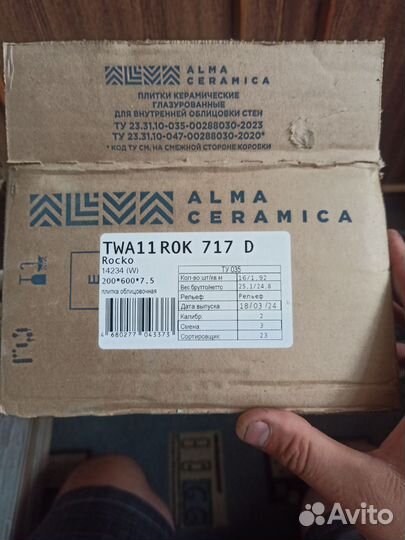 ALMA
CERAMICA
ПЛИТКИ КЕРАМИЧЕСКИЕ
ГЛАЗУРОВАННЫЕ
ДЛЯ ВНУТРЕННЕЙ ОБЛИЦОВКИ СТЕН
ТУ 23.31.10-035-00288030-2023
ТУ 23.31.10-047-00288030-2020*
* КОД ТУ СМ. НА СМЕЖНОЙ СТОРОНЕ КОРОБКИ
ALMA
CERAMICA
TWA11ROK 717 D
Rocko
14234 (W)
200*600*7.5
плитка облицовочная
4 680277 043373
ТУ 035
Кол-во шт/кв.м 16/1.92
Вес брутто/нетто 25.1/24.8
Рельеф: Рельеф
Дата выпуска 18/03/24
Калибр: 2
Смена: 3
Сортировщик: 23
Avito